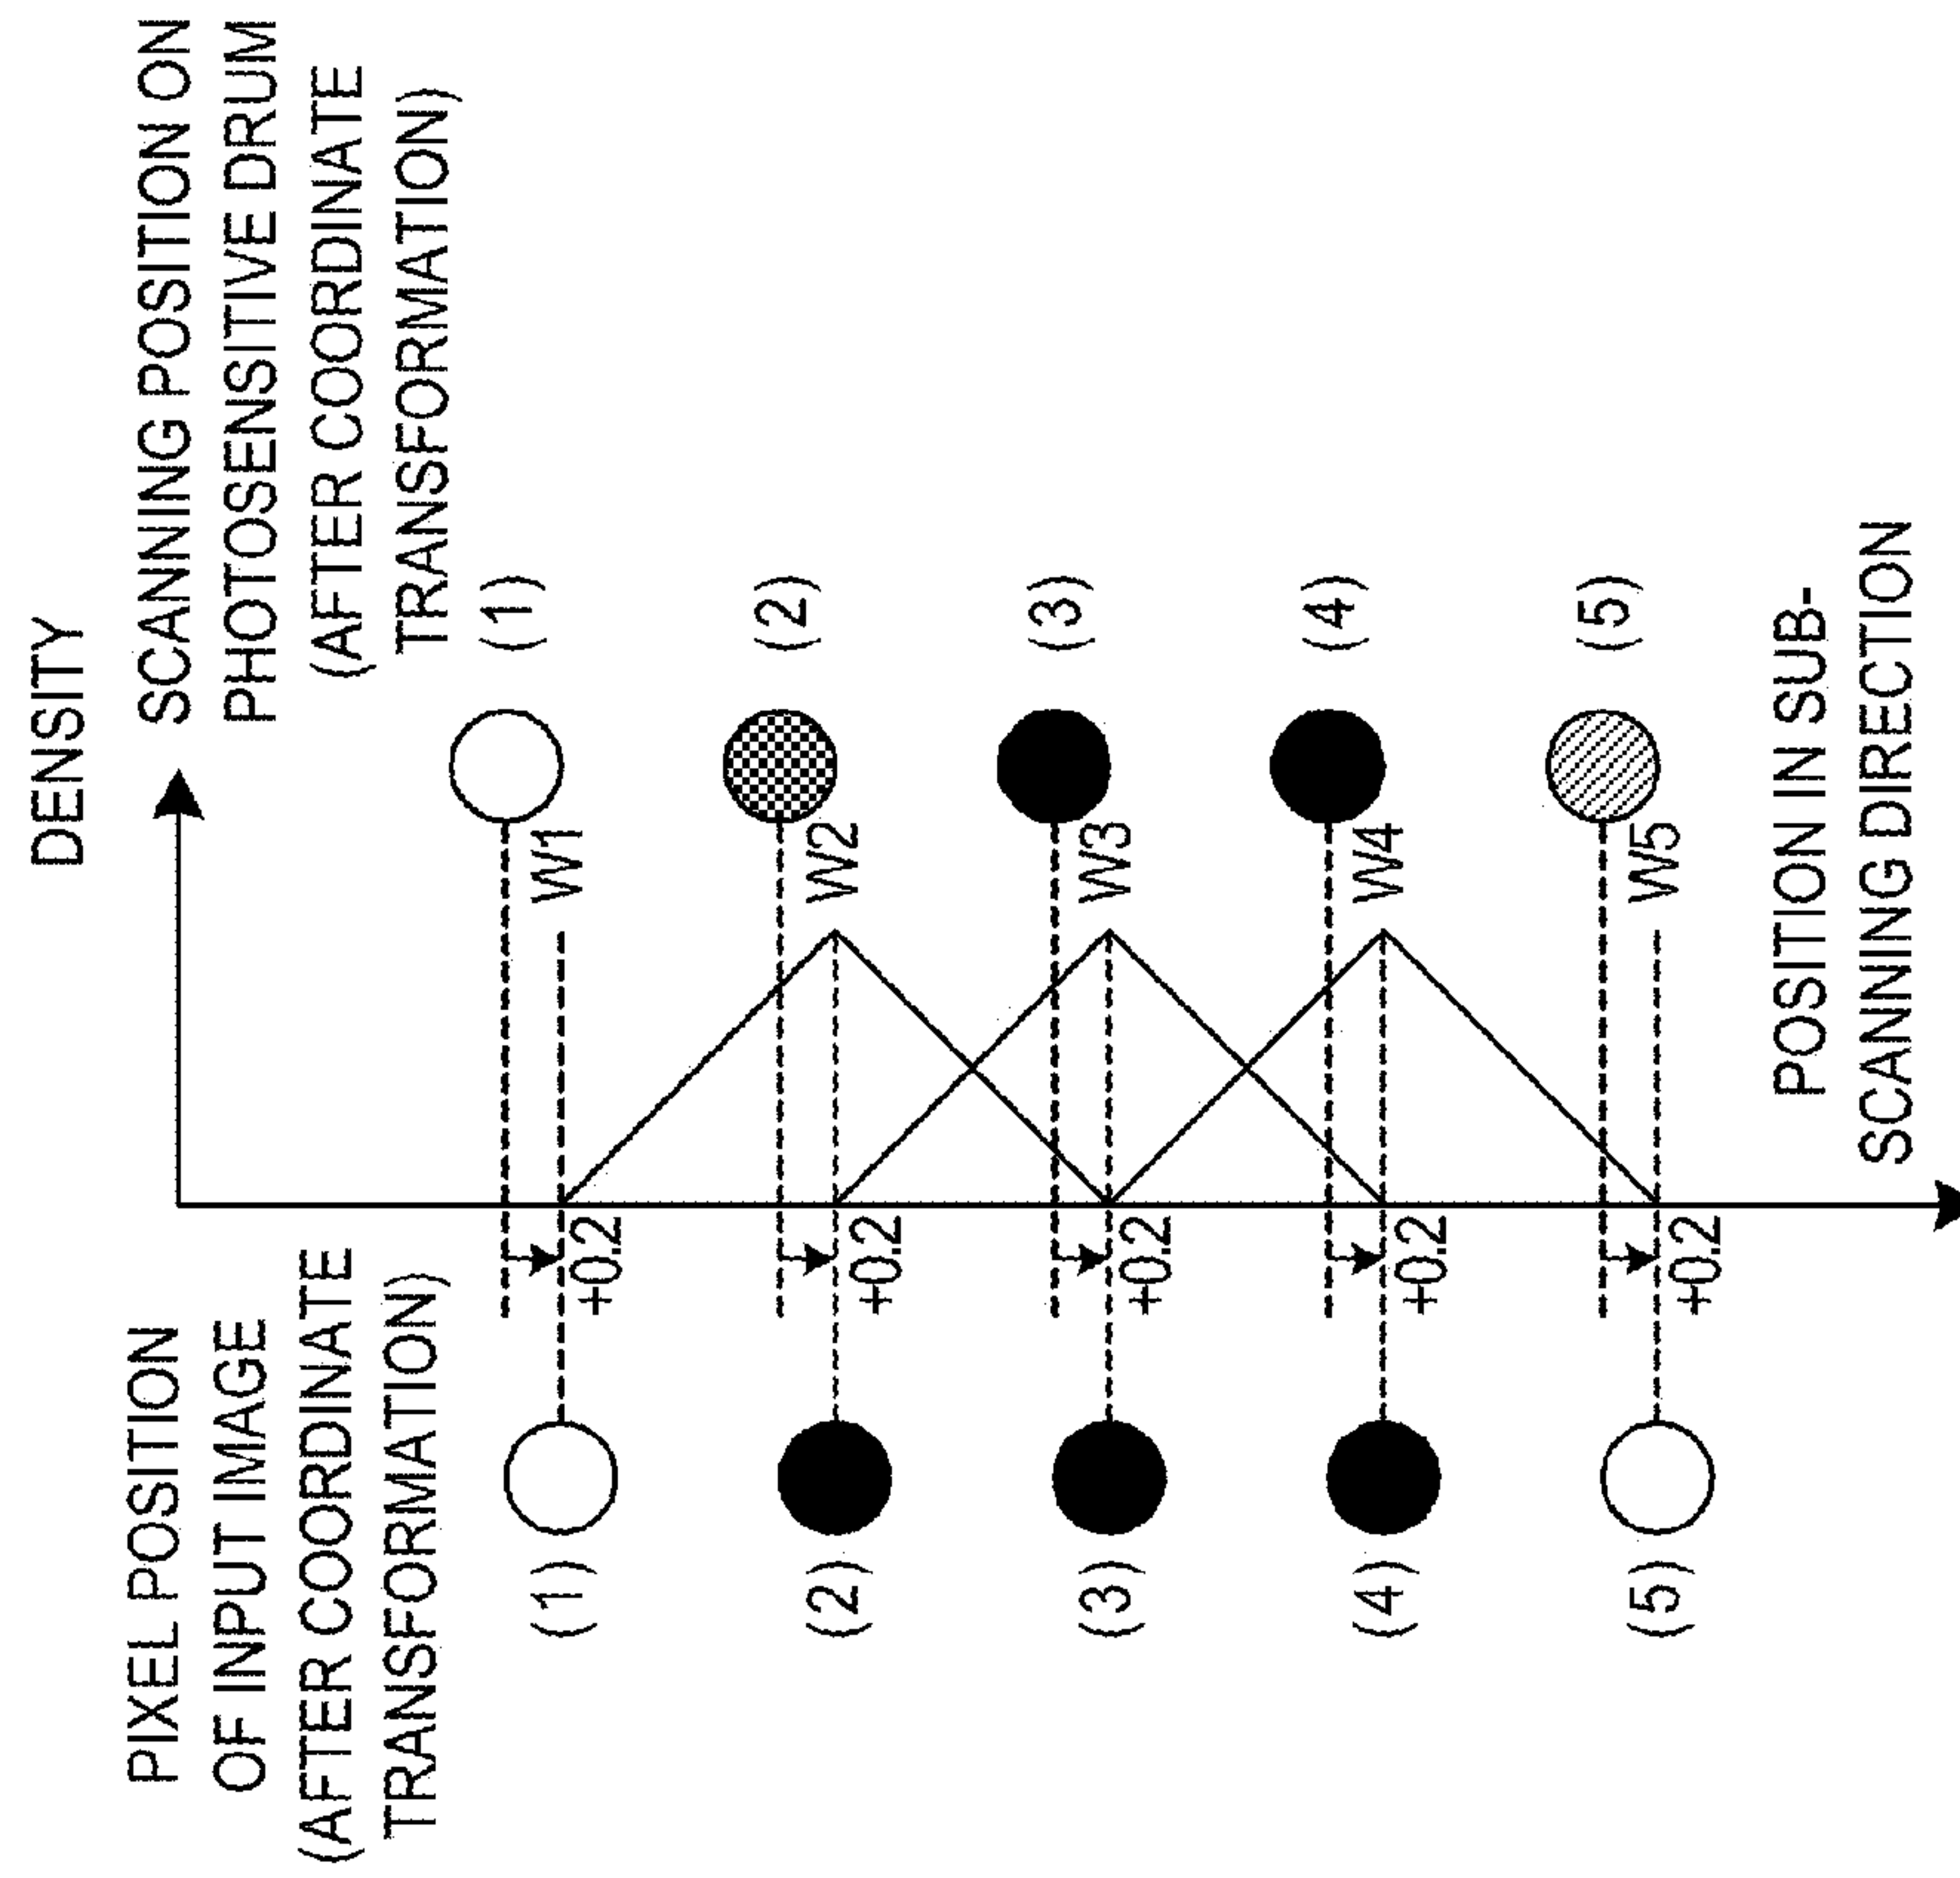 DENSITY
SCANNING POSITION ON
PHOTOSENSITIVE DRUM
(AFTER COORDINATE
TRANSFORMATION)
PIXEL POSITION
OF INPUT IMAGE
(AFTER COORDINATE
TRANSFORMATION)
(1)
W1
+0.2
(1)
(2)
W2
+0.2
(2)
(3)
W3
+0.2
(3)
(4)
W4
+0.2
(4)
(5)
W5
+0.2
(5)
POSITION IN SUB-
SCANNING DIRECTION